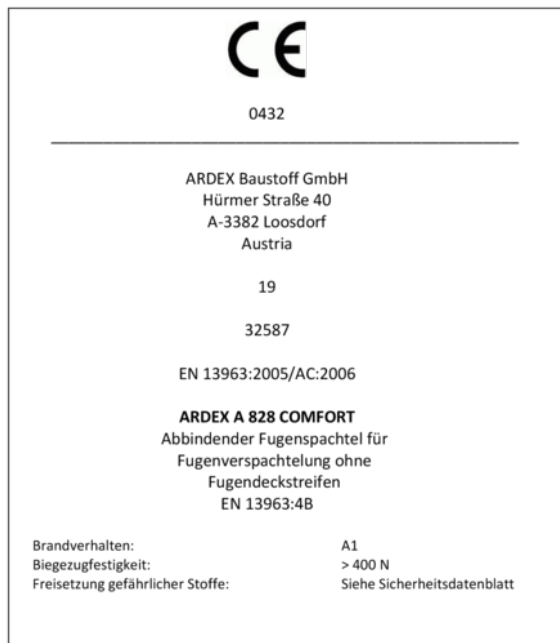 CE
0432
ARDEX Baustoff GmbH
Hürmer Straße 40
A-3382 Loosdorf
Austria
19
32587
EN 13963:2005/AC:2006
ARDEX A 828 COMFORT
Abbindender Fugenspachtel für
Fugenverspachtelung ohne
Fugendeckstreifen
EN 13963:4B
Brandverhalten: A1
Biegezugfestigkeit: > 400 N
Freisetzung gefährlicher Stoffe: Siehe Sicherheitsdatenblatt